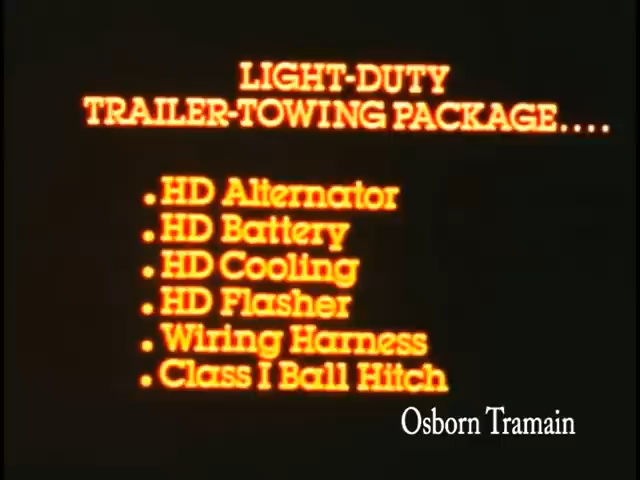 LIGHT-DUTY
TRAILER-TOWING PACKAGE....
. HD Alternator
. HD Battery
. HD Cooling
. HD Flasher
. Wiring Harness
. Class I Ball Hitch
Osborn Tramain